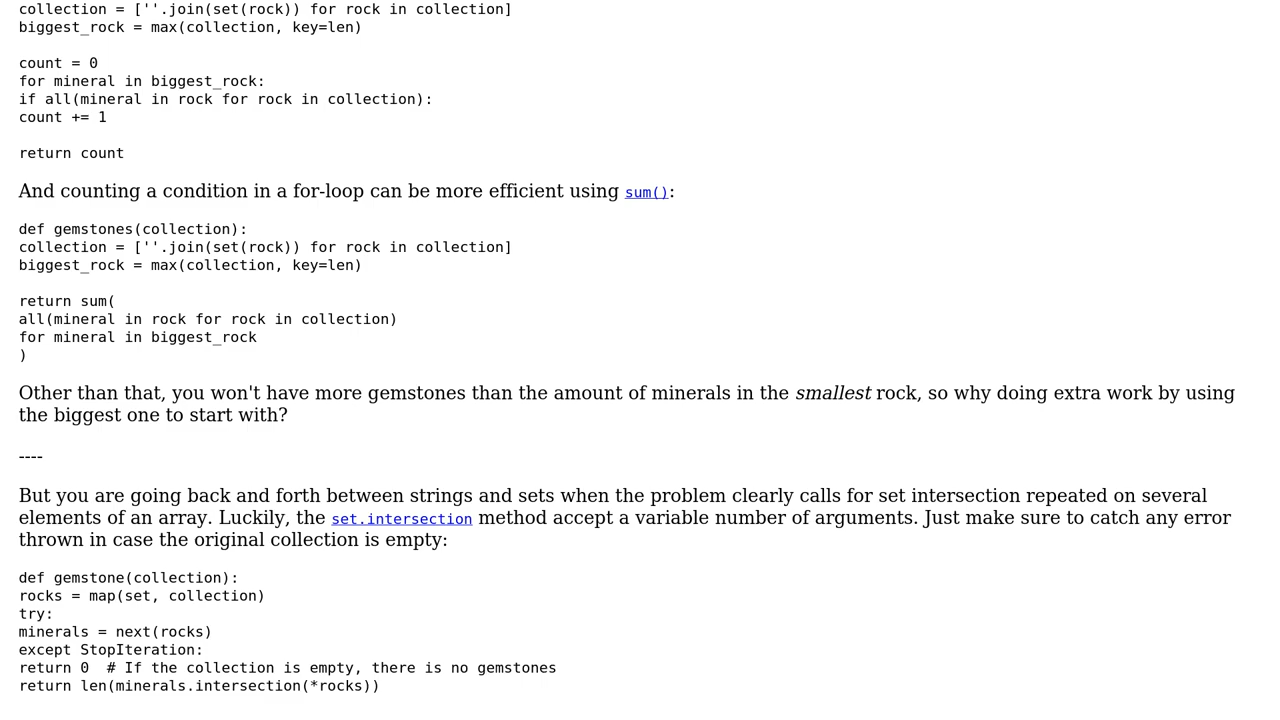 collection = [''.join(set(rock)) for rock in collection]
biggest_rock = max(collection, key=len)
count = 0
for mineral in biggest_rock:
if all(mineral in rock for rock in collection):
count += 1
return count
And counting a condition in a for-loop can be more efficient using sum():
def gemstones(collection):
collection = [''.join(set(rock)) for rock in collection]
biggest_rock = max(collection, key=len)
return sum(
all(mineral in rock for rock in collection)
for mineral in biggest_rock
)
Other than that, you won't have more gemstones than the amount of minerals in the smallest rock, so why doing extra work by using
the biggest one to start with?
----
But you are going back and forth between strings and sets when the problem clearly calls for set intersection repeated on several
elements of an array. Luckily, the set.intersection method accept a variable number of arguments. Just make sure to catch any error
thrown in case the original collection is empty:
def gemstone(collection):
rocks = map(set, collection)
try:
minerals = next(rocks)
except StopIteration:
return 0  # If the collection is empty, there is no gemstones
return len(minerals.intersection(*rocks))